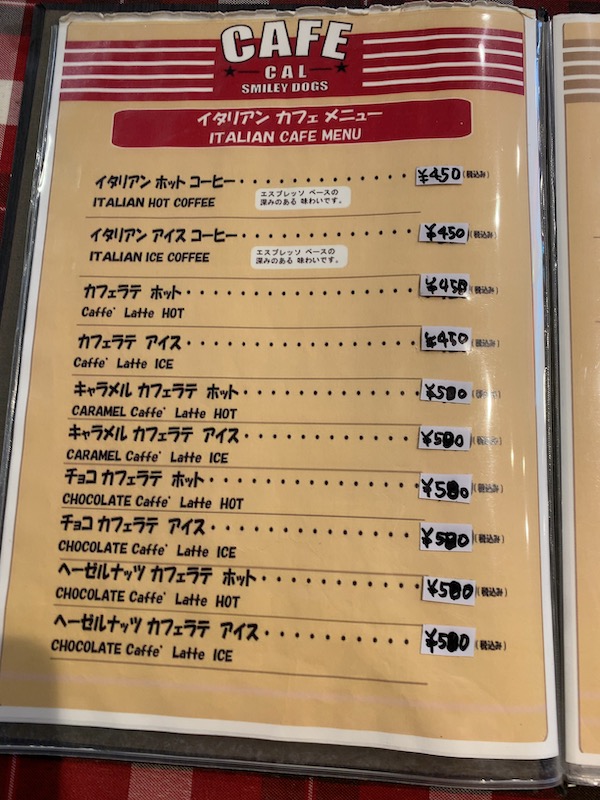 CAFE
CAL
SMILEY DOGS
イタリアン カフェ メニュー
ITALIAN CAFE MENU
イタリアン ホット コーヒー ¥450 (税込み)
ITALIAN HOT COFFEE
エスプレッソ ベースの
深みのある 味わいです。
イタリアン アイス コーヒー ¥450 (税込み)
ITALIAN ICE COFFEE
エスプレッソ ベースの
深みのある 味わいです。
カフェラテ ホット ¥450 (税込み)
Caffe' Latte HOT
カフェラテ アイス ¥450 (税込み)
Caffe' Latte ICE
キャラメル カフェラテ ホット
CARAMEL Caffe' Latte HOT
キャラメル カフェラテ アイス (税込み)
CARAMEL Caffe' Latte ICE
チョコ カフェラテ ホット (税込み)
CHOCOLATE Caffe' Latte HOT
チョコ カフェラテ アイス (税込み)
CHOCOLATE Caffe' Latte ICE
ヘーゼルナッツ カフェラテ ホット (税込み)
CHOCOLATE Caffe' Latte HOT
ヘーゼルナッツ カフェラテ アイス (税込み)
CHOCOLATE Caffe' Latte ICE